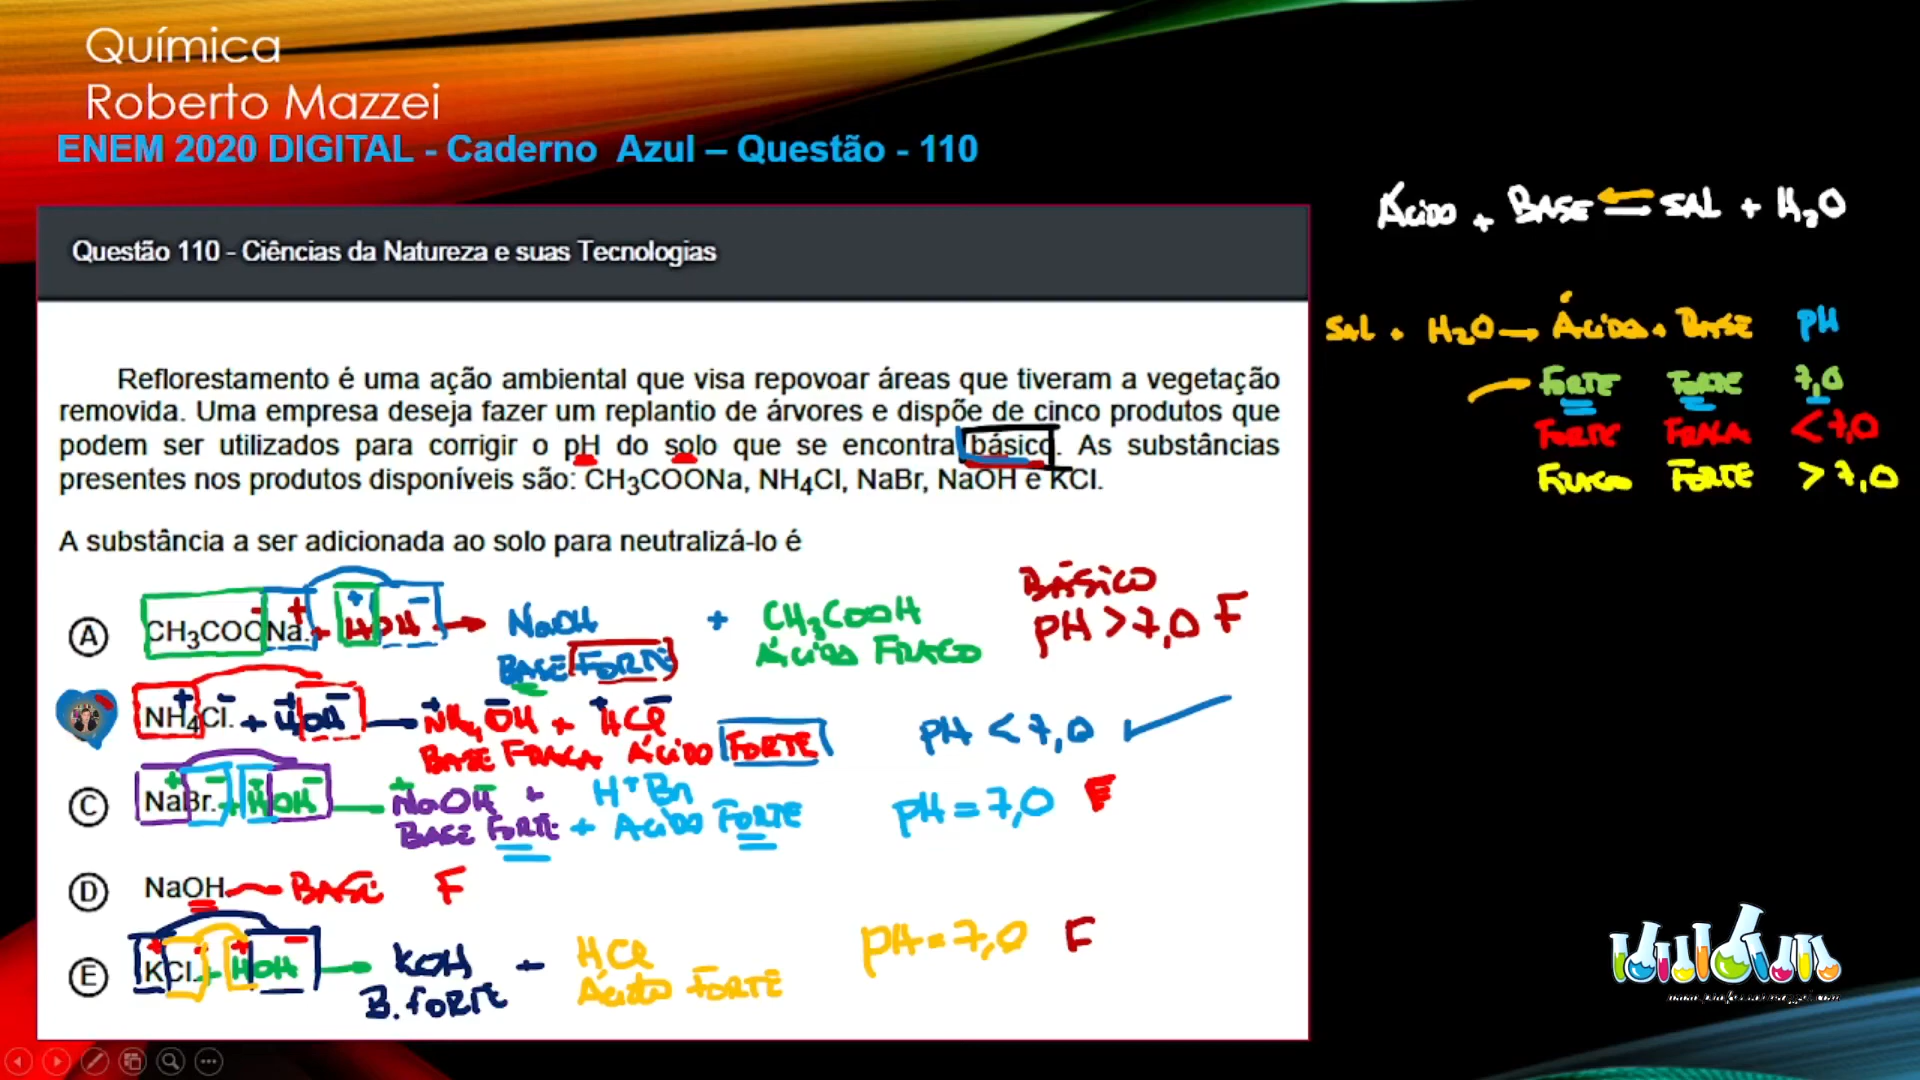 Química
Roberto Mazzei
ENEM 2020 DIGITAL - Caderno Azul – Questão - 110
Questão 110 - Ciências da Natureza e suas Tecnologias
Reflorestamento é uma ação ambiental que visa repovoar áreas que tiveram a vegetação
removida. Uma empresa deseja fazer um replantio de árvores e dispõe de cinco produtos que
podem ser utilizados para corrigir o pH do solo que se encontra básico. As substâncias
presentes nos produtos disponíveis são: CH3COONa, NH4Cl, NaBr, NaOH e KCl.
A substância a ser adicionada ao solo para neutralizá-lo é
A CH3COONa. + HOH → NaOH + CH3COOH BÁSICO
BASE FORTE ÁCIDO FRACO pH > 7,0 F
NH4Cl. + HOH → NH4OH + HCl pH < 7,0
BASE FRACA ÁCIDO FORTE
C NaBr. + HOH NaOH + H+Br pH = 7,0 F
BASE FORTE + ÁCIDO FORTE
D NaOH. BASE F
E KCl. + HOH → KOH HCl pH = 7,0 F
B. FORTE ÁCIDO FORTE
ÁCIDO + BASE ⇌ SAL + H2O
SAL + H2O → ÁCIDO + BASE pH
FORTE FORTE 7,0
FORTE FRACA < 7,0
FRACO FORTE > 7,0